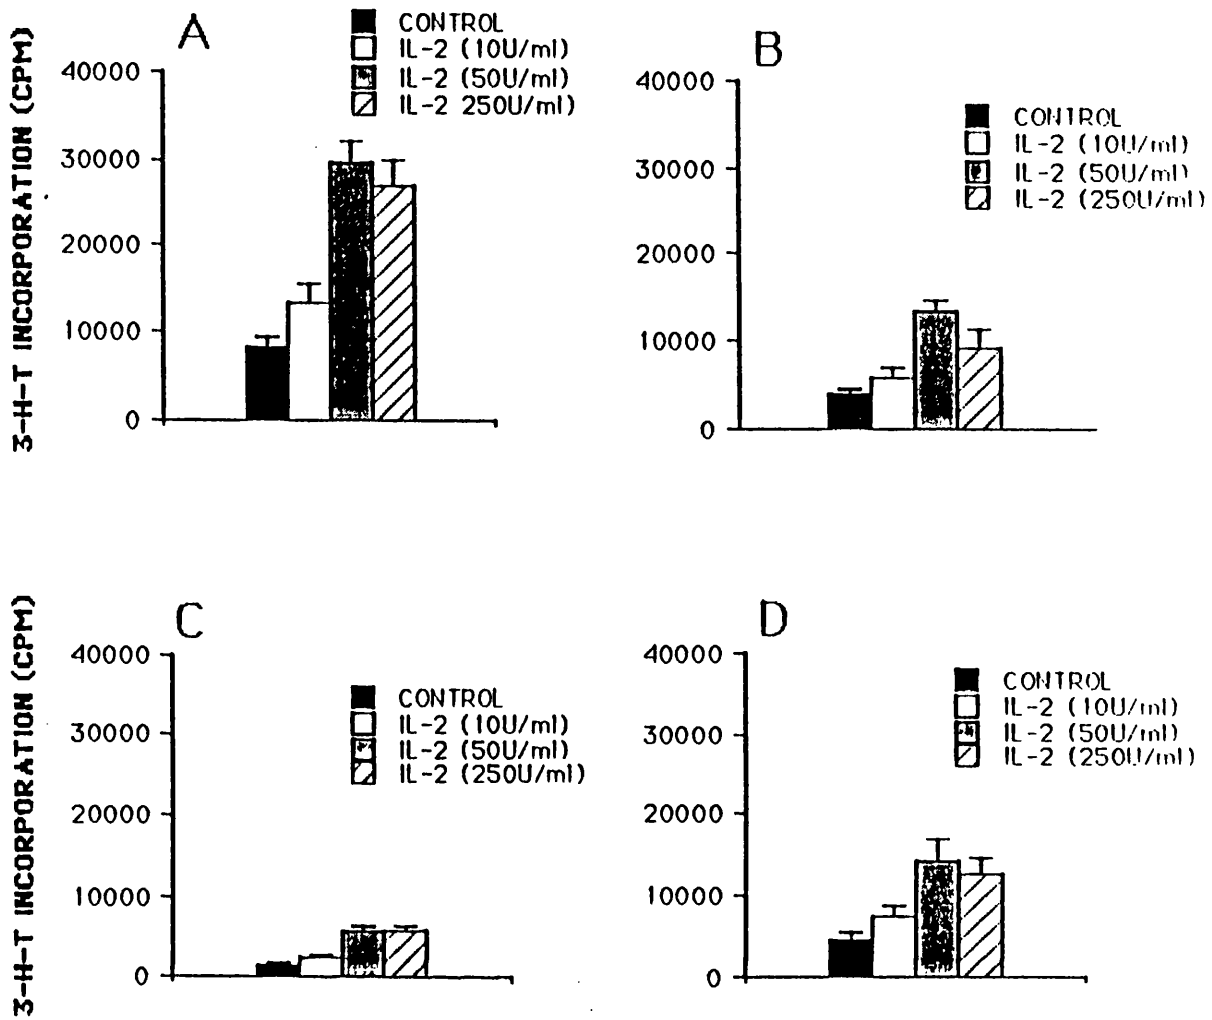 A
CONTROL
IL-2 (10U/ml)
IL-2 (50U/ml)
IL-2 250U/ml)
3-H-T INCORPORATION (CPM)
40000
30000
20000
10000
0
B
CONTROL
IL-2 (10U/ml)
IL-2 (50U/ml)
IL-2 (250U/ml)
40000
30000
20000
10000
0
C
CONTROL
IL-2 (10U/ml)
IL-2 (50U/ml)
IL-2 (250U/ml)
3-H-T INCORPORATION (CPM)
40000
30000
20000
10000
0
D
CONTROL
IL-2 (10U/ml)
IL-2 (50U/ml)
IL-2 (250U/ml)
40000
30000
20000
10000
0